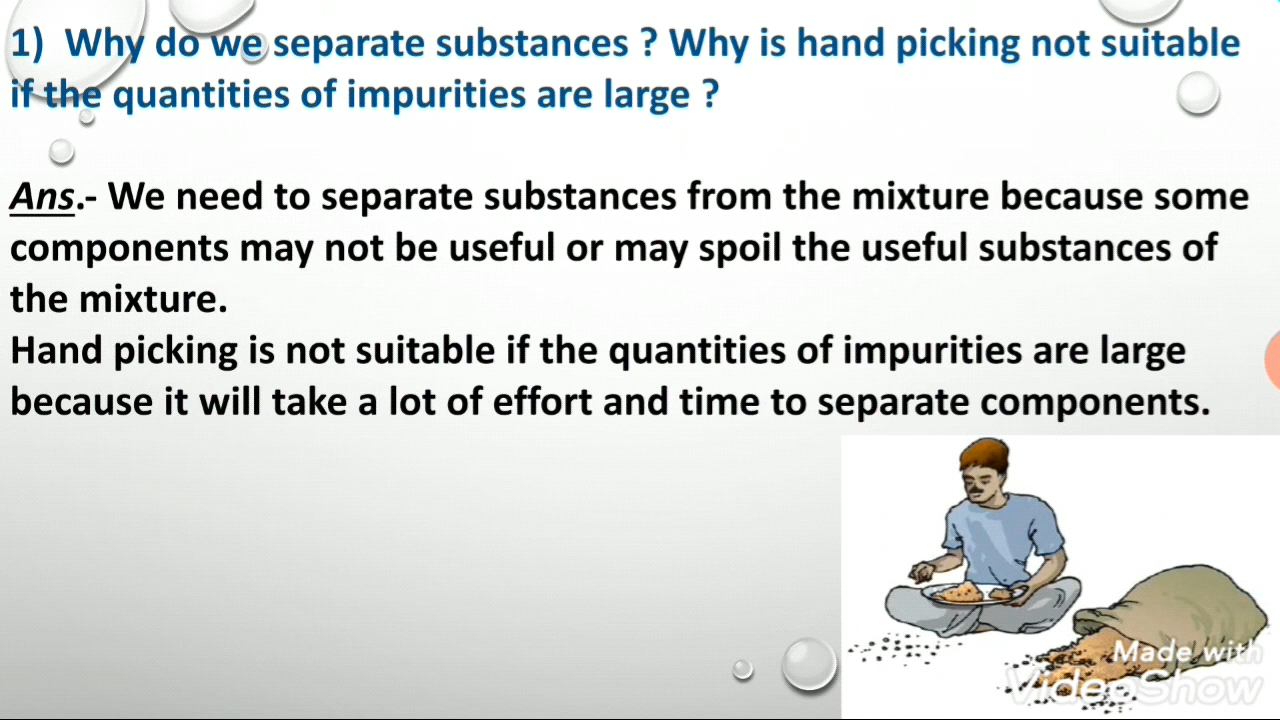 1) Why do we separate substances ? Why is hand picking not suitable
if the quantities of impurities are large ?
Ans.- We need to separate substances from the mixture because some
components may not be useful or may spoil the useful substances of
the mixture.
Hand picking is not suitable if the quantities of impurities are large
because it will take a lot of effort and time to separate components.
Made with
VideoShow